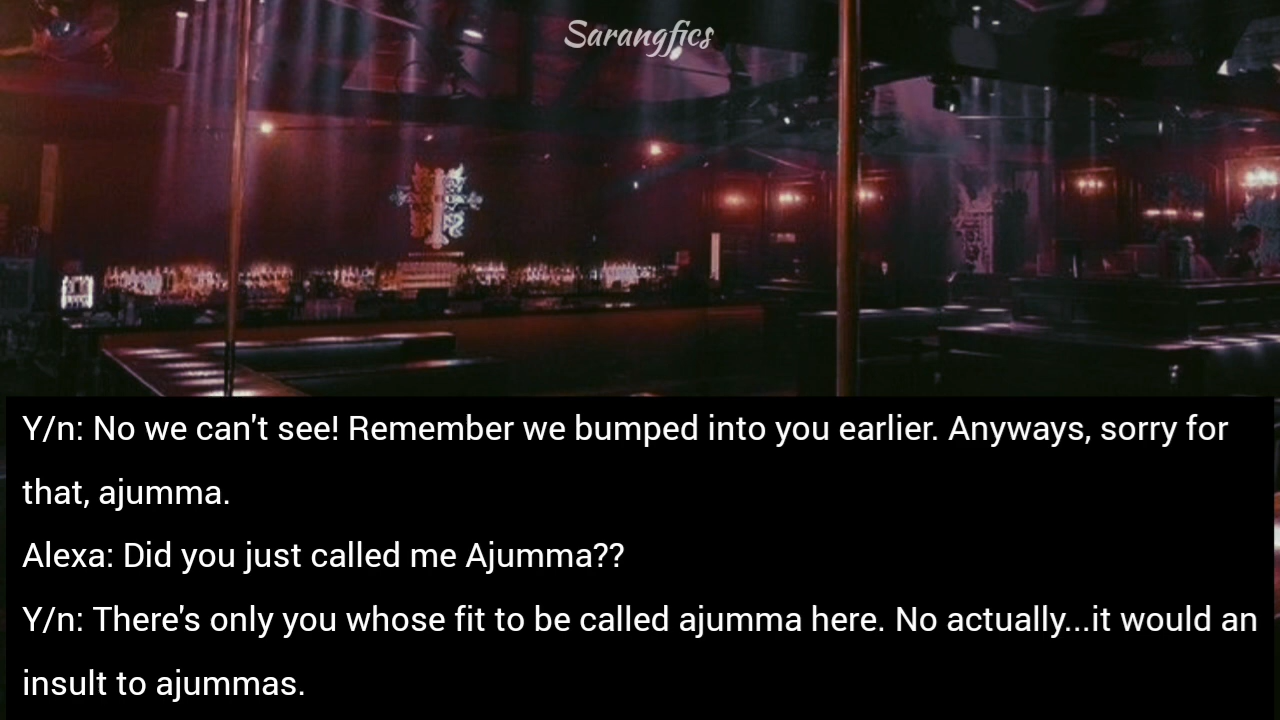 Sarangfics
Y/n: No we can't see! Remember we bumped into you earlier. Anyways, sorry for
that, ajumma.
Alexa: Did you just called me Ajumma??
Y/n: There's only you whose fit to be called ajumma here. No actually...it would an
insult to ajummas.